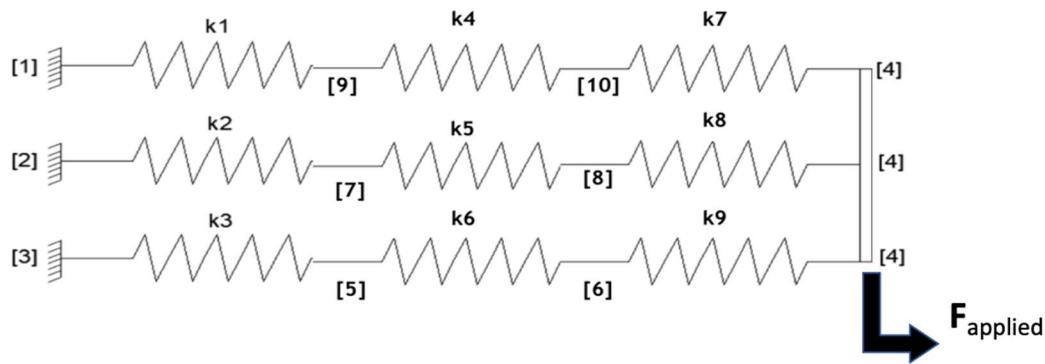 k1 k4 k7
[1] [4]
[9] [10]
k2 k5 k8
[2] [4]
[7] [8]
k3 k6 k9
[3] [4]
[5] [6]
Fapplied